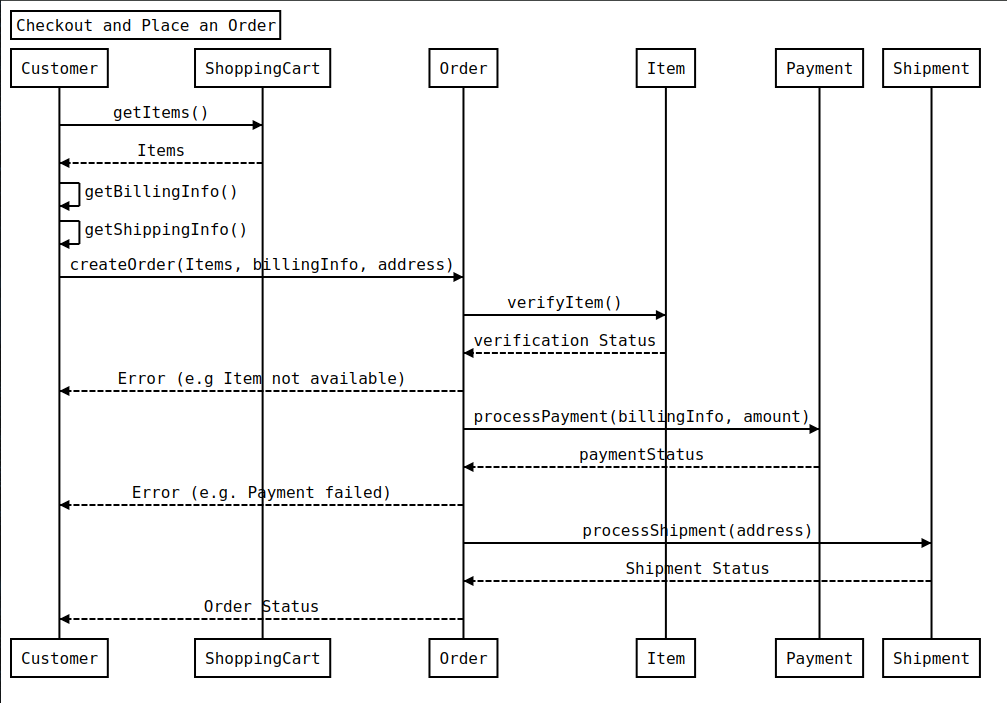 Checkout and Place an Order
Customer ShoppingCart Order Item Payment Shipment
getItems()
Items
getBillingInfo()
getShippingInfo()
createOrder(Items, billingInfo, address)
verifyItem()
verification Status
Error (e.g Item not available)
processPayment(billingInfo, amount)
paymentStatus
Error (e.g. Payment failed)
processShipment(address)
Shipment Status
Order Status
Customer ShoppingCart Order Item Payment Shipment